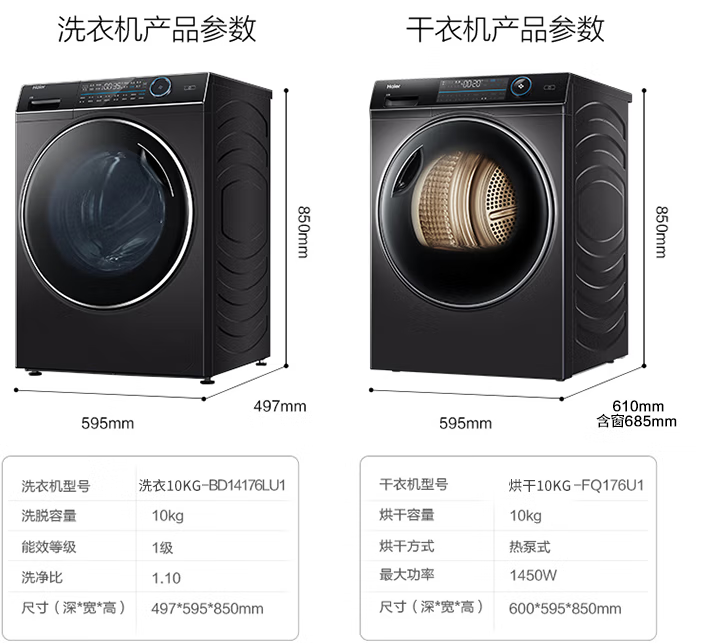 洗衣机产品参数
干衣机产品参数
Haier
Haier
850mm
850mm
595mm
497mm
595mm
610mm
含窗685mm
洗衣机型号 洗衣10KG-BD14176LU1
洗脱容量 10kg
能效等级 1级
洗净比 1.10
尺寸（深*宽*高） 497*595*850mm
干衣机型号 烘干10KG-FQ176U1
烘干容量 10kg
烘干方式 热泵式
最大功率 1450W
尺寸（深*宽*高） 600*595*850mm